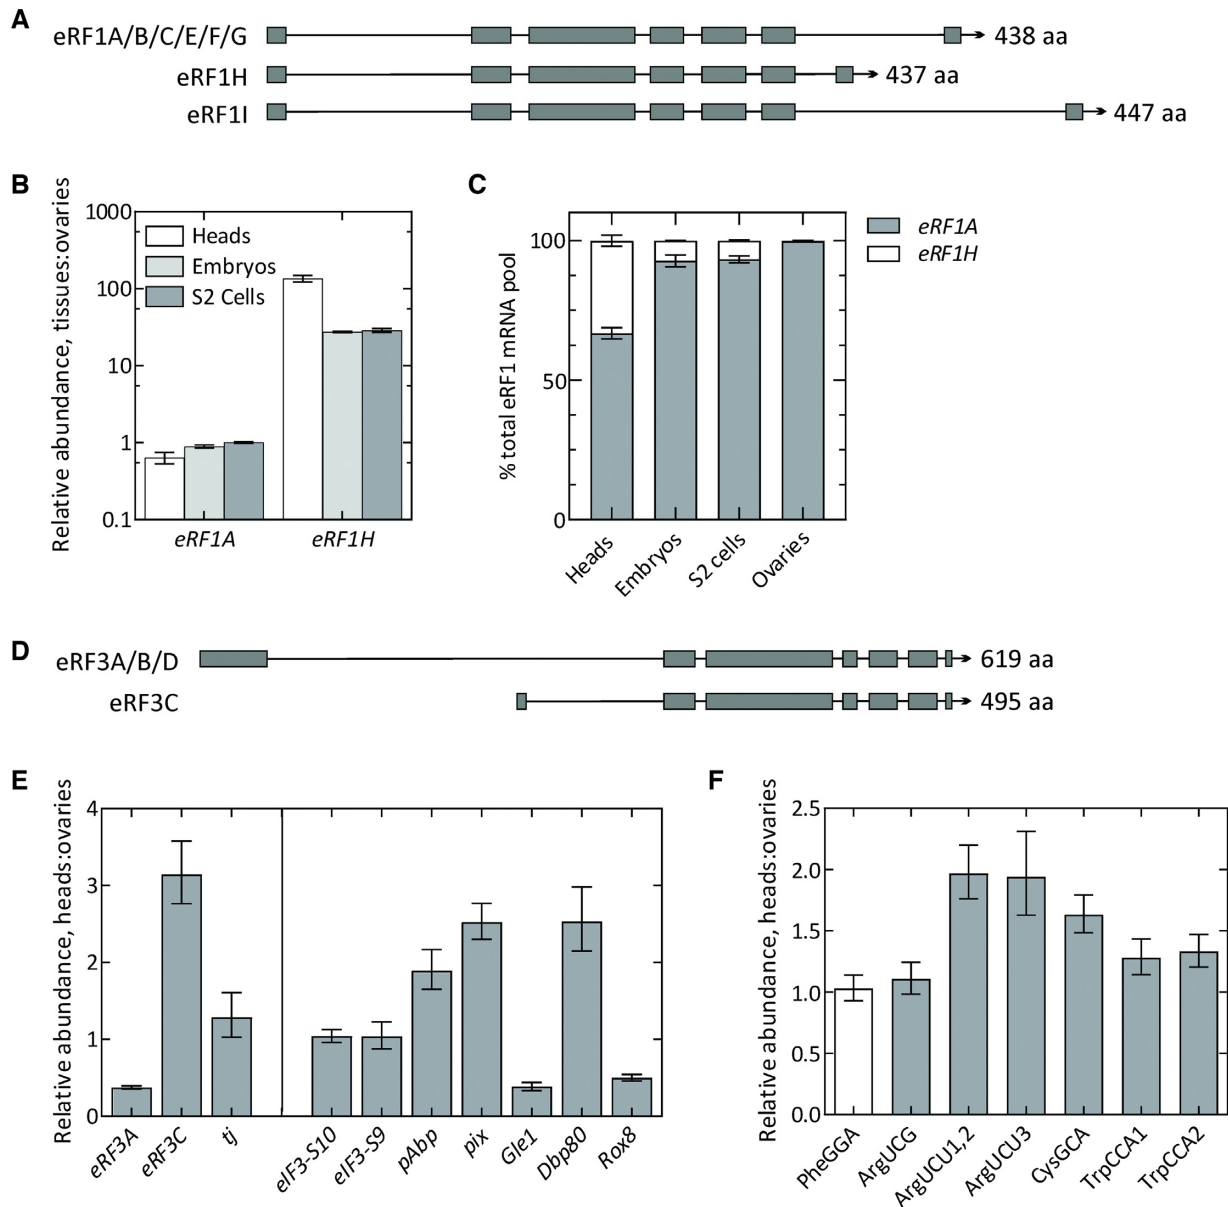 A
eRF1A/B/C/E/F/G 438 aa
eRF1H 437 aa
eRF1I 447 aa
B
Relative abundance, tissues:ovaries
1000
100
10
1
0.1
Heads
Embryos
S2 Cells
eRF1A eRF1H
C
% total eRF1 mRNA pool
100
50
0
eRF1A
eRF1H
Heads
Embryos
S2 cells
Ovaries
D
eRF3A/B/D 619 aa
eRF3C 495 aa
E
Relative abundance, heads:ovaries
4
3
2
1
0
eRF3A
eRF3C
tj
eIF3-S10
eIF3-S9
pAbp
pix
Gle1
Dbp80
Rox8
F
Relative abundance, heads:ovaries
2.5
2.0
1.5
1.0
0.5
0.0
PheGGA
ArgUCG
ArgUCU1,2
ArgUCU3
CysGCA
TrpCCA1
TrpCCA2